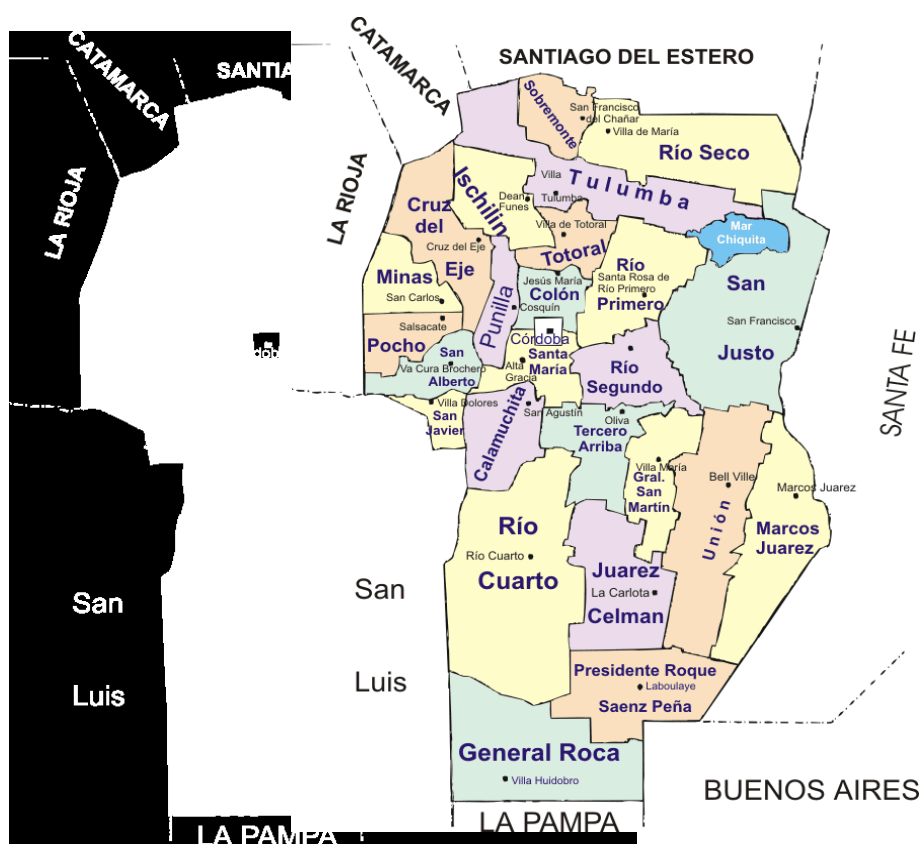 CATAMARCA
SANTIA
LA RIOJA
San
Luis
LA PAMPA
CATAMARCA
SANTIAGO DEL ESTERO
LA RIOJA
Sobremonte
San Francisco
del Chañar
Villa de María
Río Seco
Ischilin
Villa
Tulumba
Tulumba
Dean
Funes
Cruz
del
Eje
Cruz del Eje
Villa de Totoral
Totoral
Mar
Chiquita
Minas
San Carlos
Río
Santa Rosa de
Río Primero
Primero
Jesús María
Colón
Punilla
Cosquín
San
San Francisco
Justo
SANTA FE
Salsacate
Pocho
Córdoba
San
Va Cura Brochero
Alberto
Alta
Gracia
Santa
María
Río
Segundo
Villa Dolores
San
Javier
Calamuchita
San Agustín
Oliva
Tercero
Arriba
Villa María
Gral.
San
Martín
Bell Ville
Unión
Marcos Juarez
Marcos
Juarez
Río
Río Cuarto
Cuarto
Juarez
La Carlota
Celman
San
Luis
Presidente Roque
Laboulaye
Saenz Peña
General Roca
Villa Huidobro
BUENOS AIRES
LA PAMPA